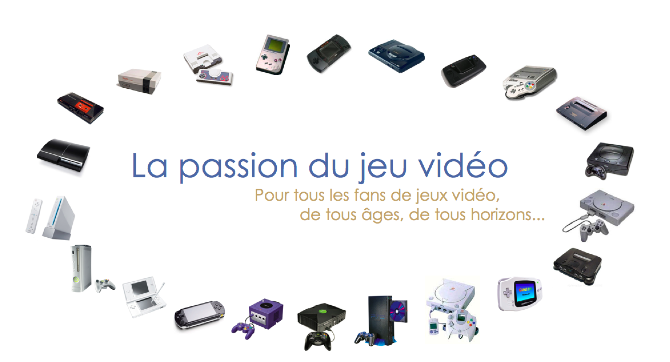 La passion du jeu vidéo
Pour tous les fans de jeux vidéo,
de tous âges, de tous horizons...